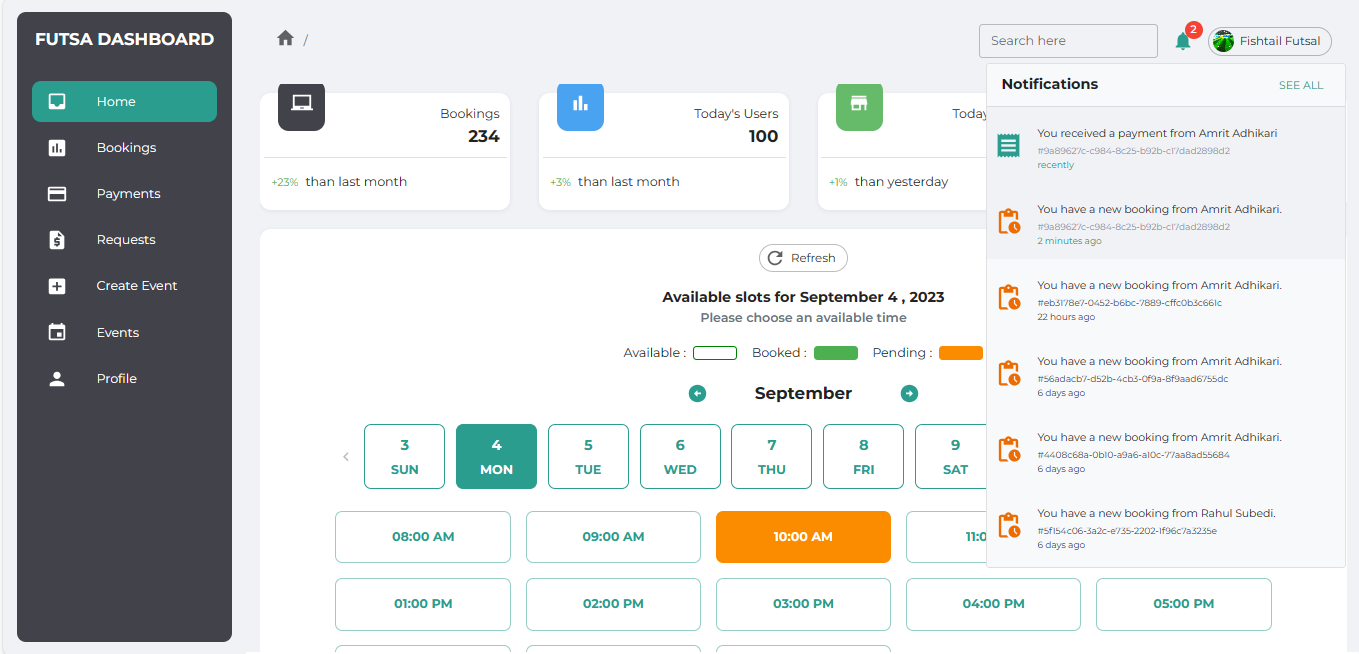 FUTSA DASHBOARD
Home
Bookings
Payments
Requests
Create Event
Events
Profile
/
Search here
2
Fishtail Futsal
Bookings
234
+23% than last month
Today's Users
100
+3% than last month
Today
+1% than yesterday
Notifications
SEE ALL
You received a payment from Amrit Adhikari
#9a89627c-c984-8c25-b92b-c17dad2898d2
recently
You have a new booking from Amrit Adhikari.
#9a89627c-c984-8c25-b92b-c17dad2898d2
2 minutes ago
You have a new booking from Amrit Adhikari.
#eb3178e7-0452-b6bc-7889-cffc0b3c661c
22 hours ago
You have a new booking from Amrit Adhikari.
#56adacb7-d52b-4cb3-0f9a-8f9aad6755dc
6 days ago
You have a new booking from Amrit Adhikari.
#4408c68a-0b10-a9a6-a10c-77aa8ad55684
6 days ago
You have a new booking from Rahul Subedi.
#5f154c06-3a2c-e735-2202-1f96c7a3235e
6 days ago
Refresh
Available slots for September 4 , 2023
Please choose an available time
Available :
Booked :
Pending :
September
3
SUN
4
MON
5
TUE
6
WED
7
THU
8
FRI
9
SAT
08:00 AM
09:00 AM
10:00 AM
11:0
01:00 PM
02:00 PM
03:00 PM
04:00 PM
05:00 PM